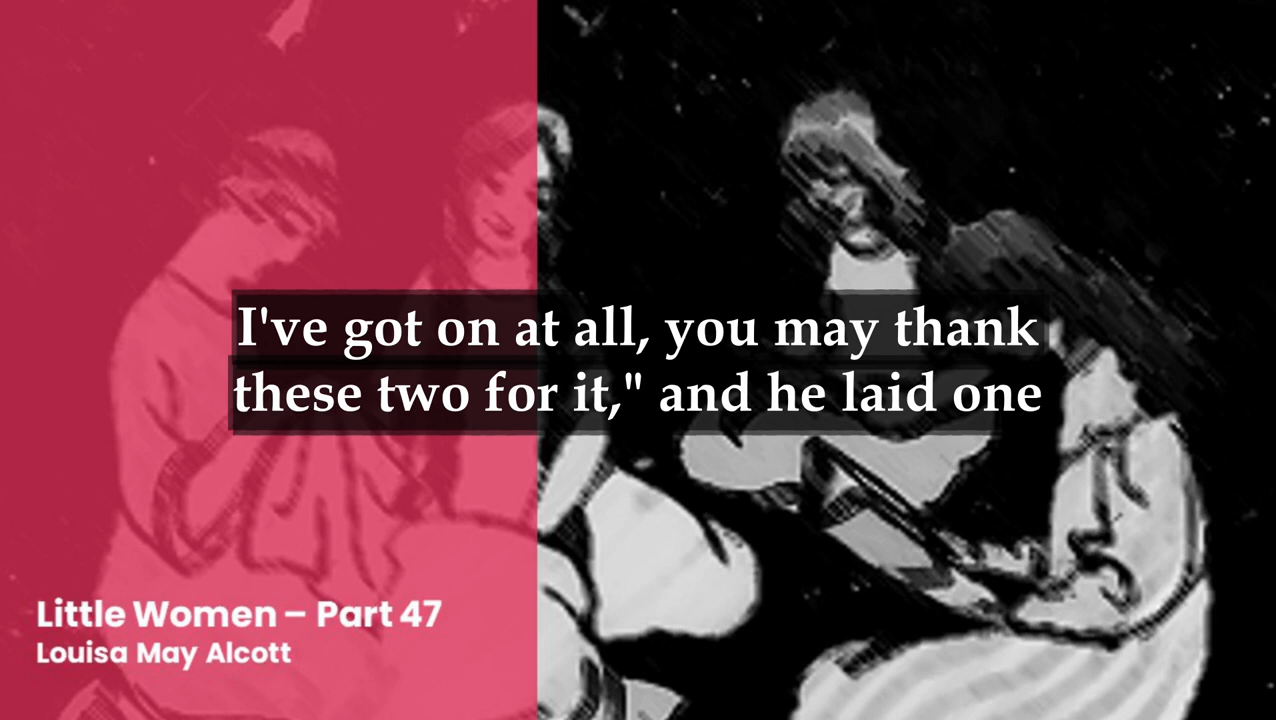 I've got on at all, you may thank
these two for it," and he laid one
Little Women – Part 47
Louisa May Alcott